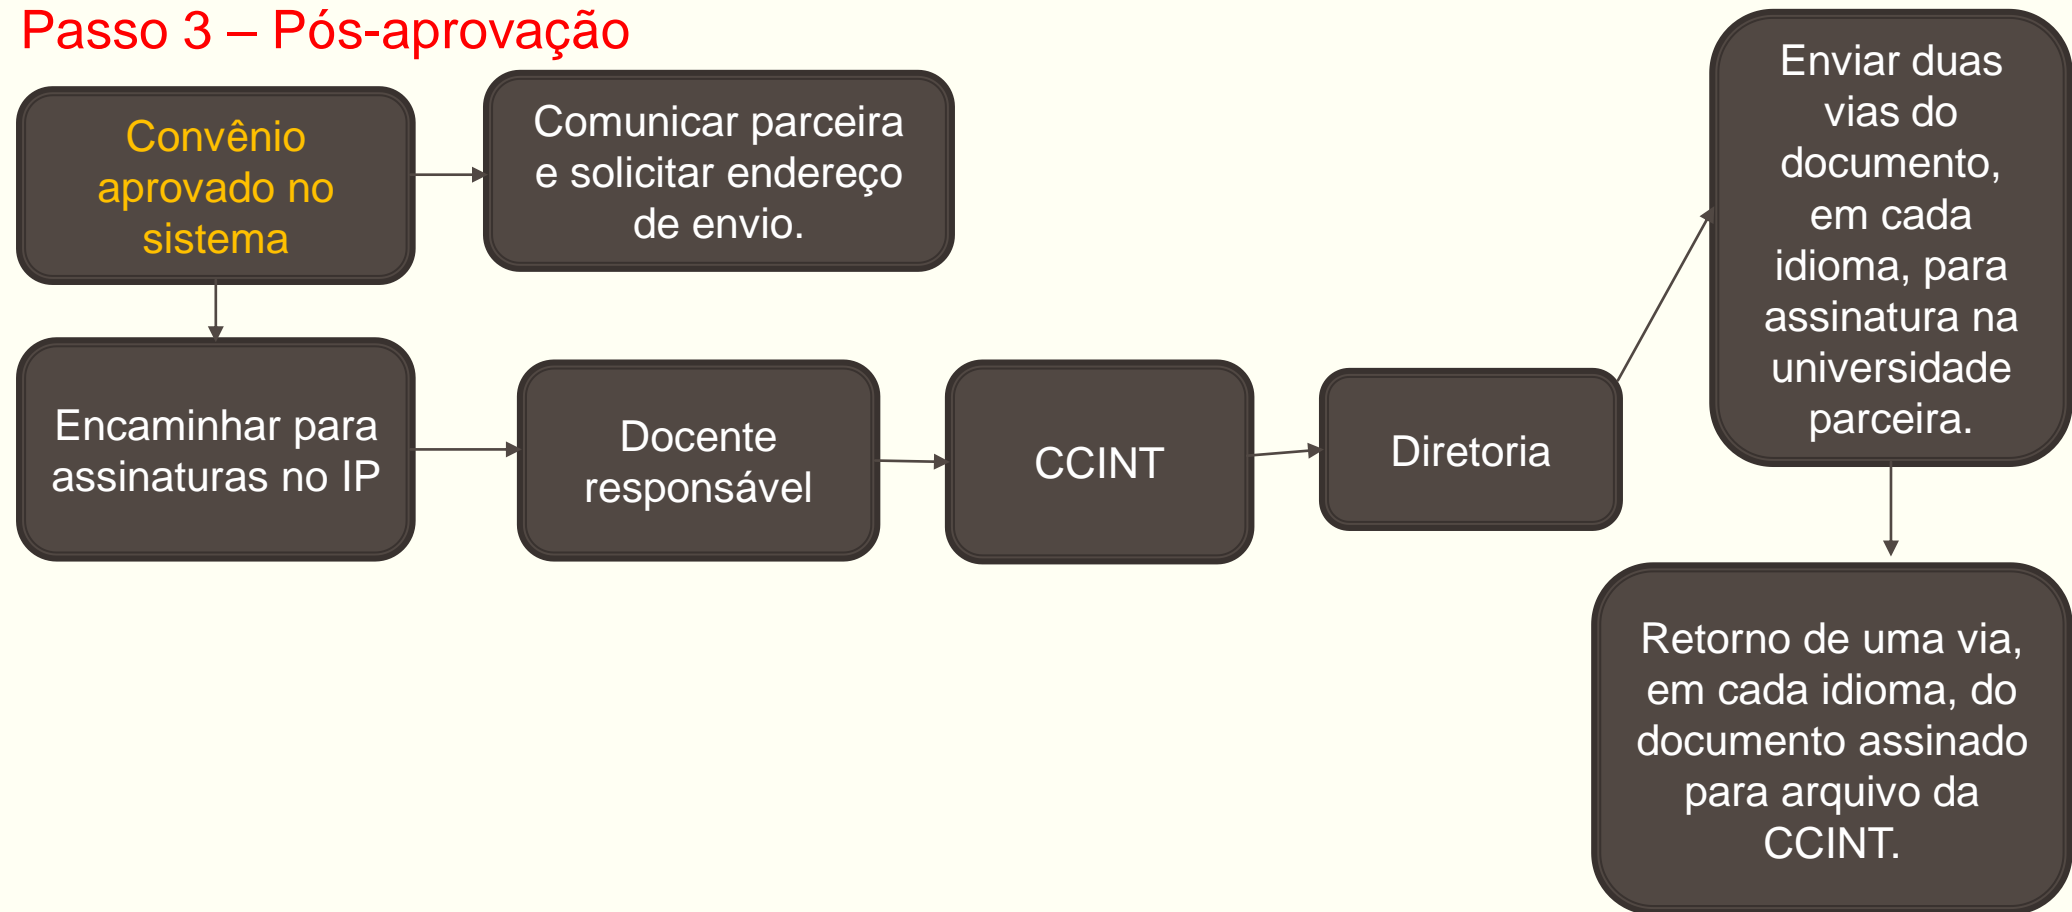 Passo 3 – Pós-aprovação
Convênio
aprovado no
sistema
Comunicar parceira
e solicitar endereço
de envio.
Encaminhar para
assinaturas no IP
Docente
responsável
CCINT
Diretoria
Enviar duas
vias do
documento,
em cada
idioma, para
assinatura na
universidade
parceira.
Retorno de uma via,
em cada idioma, do
documento assinado
para arquivo da
CCINT.